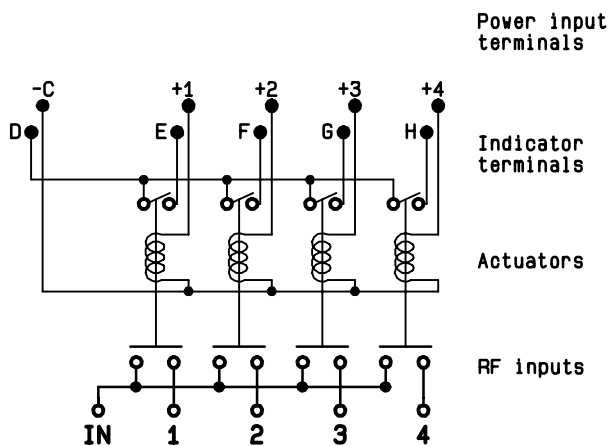 Power input
terminals
-C +1 +2 +3 +4
D E F G H
Indicator
terminals
Actuators
RF inputs
IN 1 2 3 4